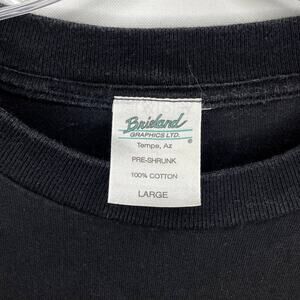 Brieland
GRAPHICS LTD.
®
Tempe, Az
PRE-SHRUNK
100% COTTON
LARGE